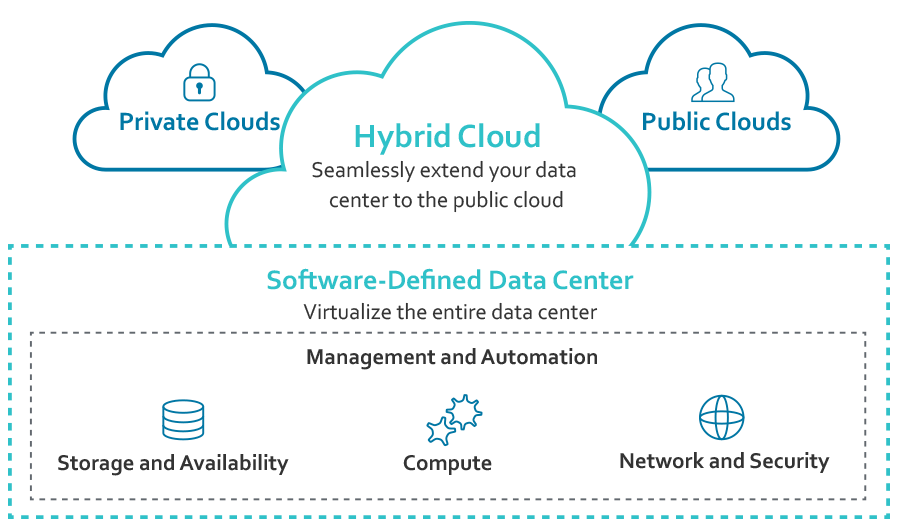 Private Clouds
Public Clouds
Hybrid Cloud
Seamlessly extend your data
center to the public cloud
Software-Defined Data Center
Virtualize the entire data center
Management and Automation
Storage and Availability
Compute
Network and Security